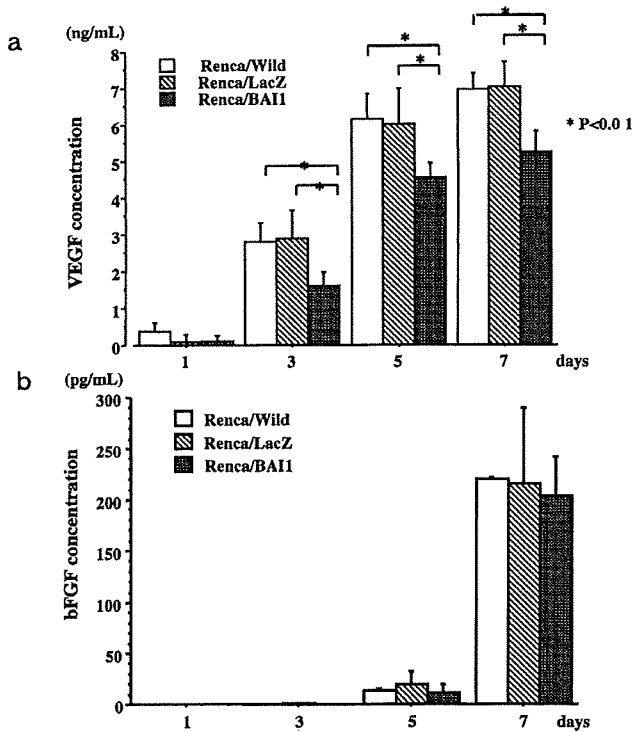 a
(ng/mL)
8
7
6
5
4
3
2
1
0
VEGF concentration
Renca/Wild
Renca/LacZ
Renca/BAI1
*
*
*
*
*
*
* P<0.0 1
1 3 5 7 days
b
(pg/mL)
300
250
200
150
100
50
0
bFGF concentration
Renca/Wild
Renca/LacZ
Renca/BAI1
1 3 5 7 days